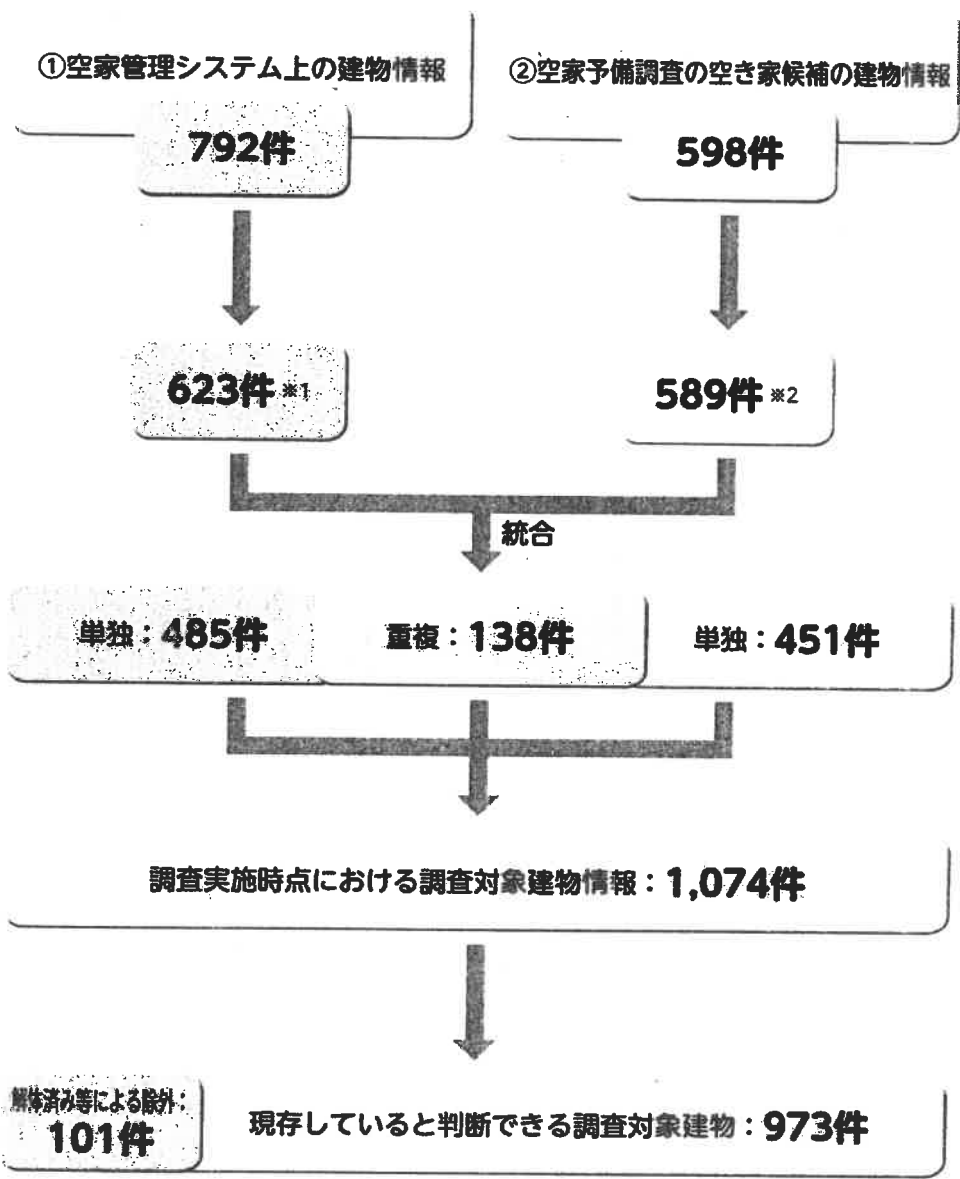 ①空家管理システム上の建物情報
792件
②空家予備調査の空き家候補の建物情報
598件
623件 ※1
589件 ※2
統合
単独：485件
重複：138件
単独：451件
調査実施時点における調査対象建物情報：1,074件
解体済み等による除外：
101件
現存していると判断できる調査対象建物：973件